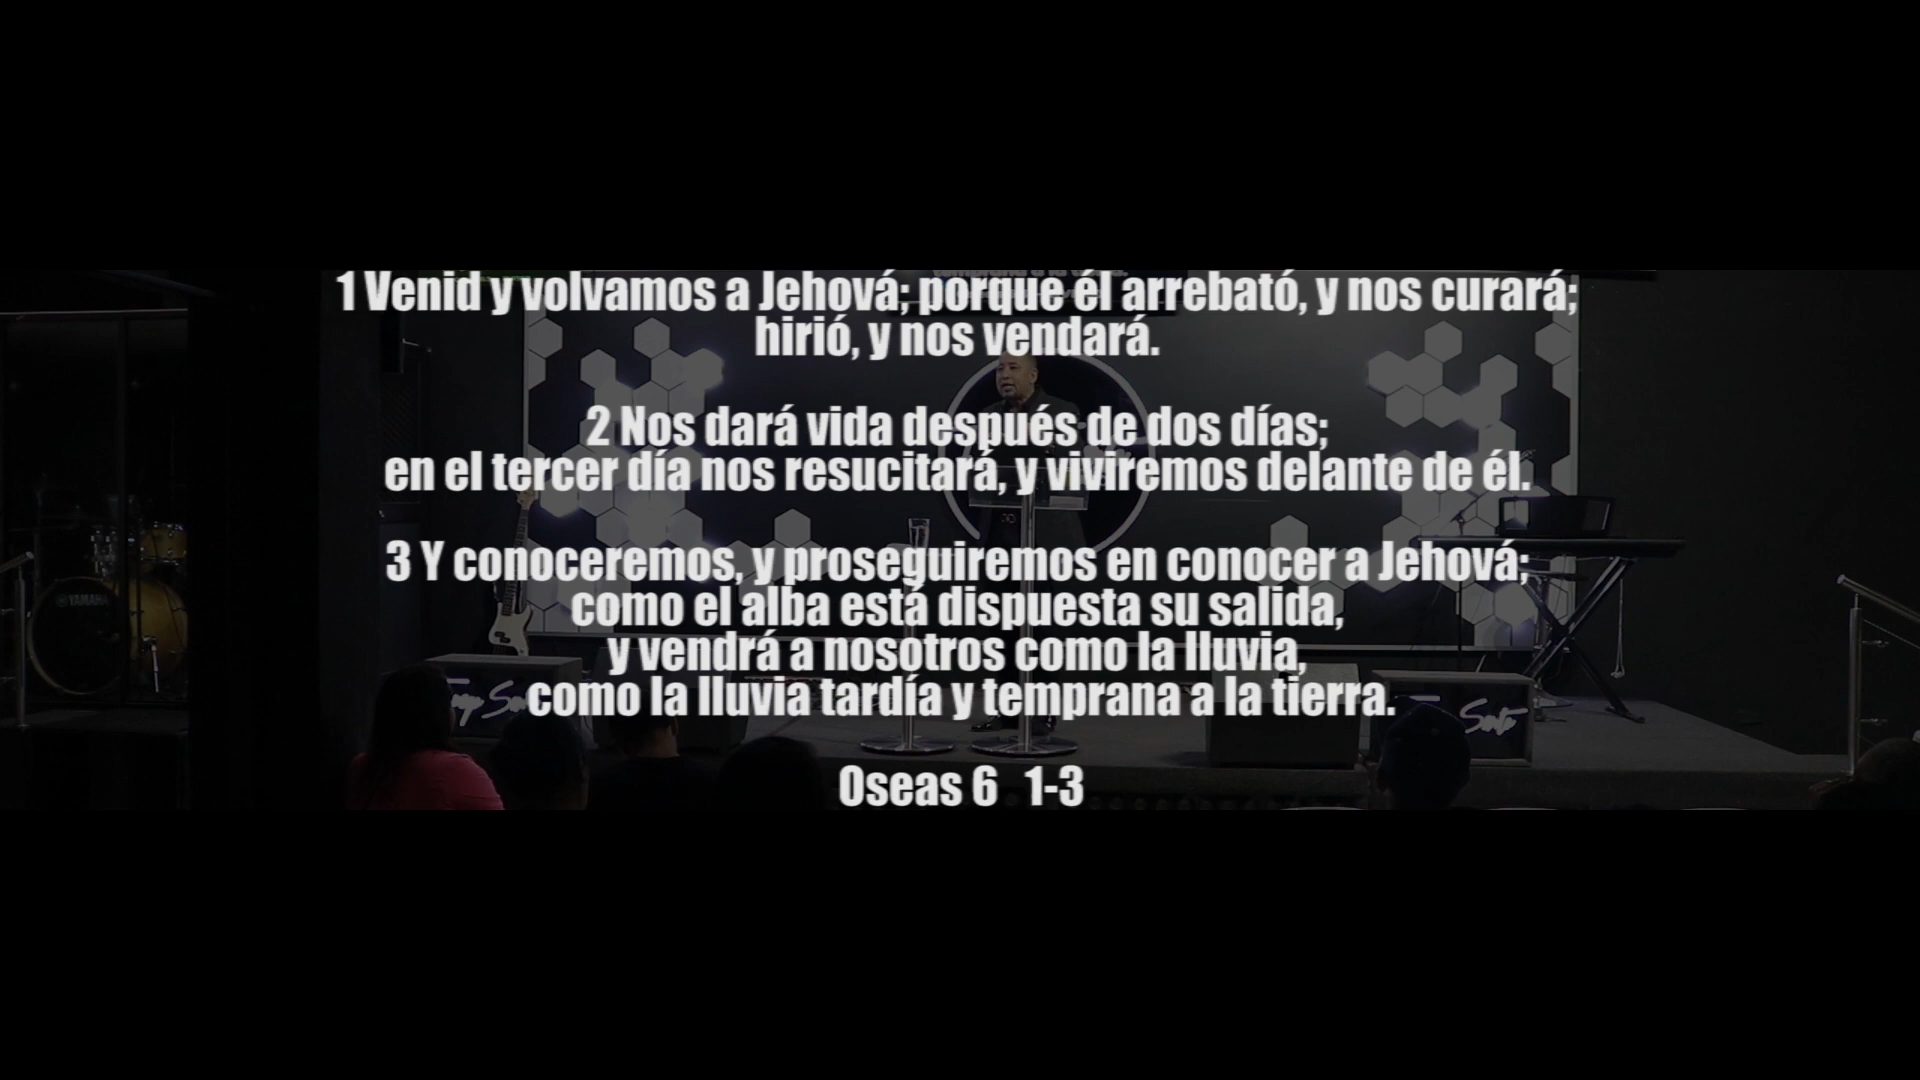 1 Venid y volvamos a Jehová; porque él arrebató, y nos curará;
hirió, y nos vendará.
2 Nos dará vida después de dos días;
en el tercer día nos resucitará, y viviremos delante de él.
3 Y conoceremos, y proseguiremos en conocer a Jehová;
como el alba está dispuesta su salida,
y vendrá a nosotros como la lluvia,
como la lluvia tardía y temprana a la tierra.
Oseas 6 1-3
YAMAHA